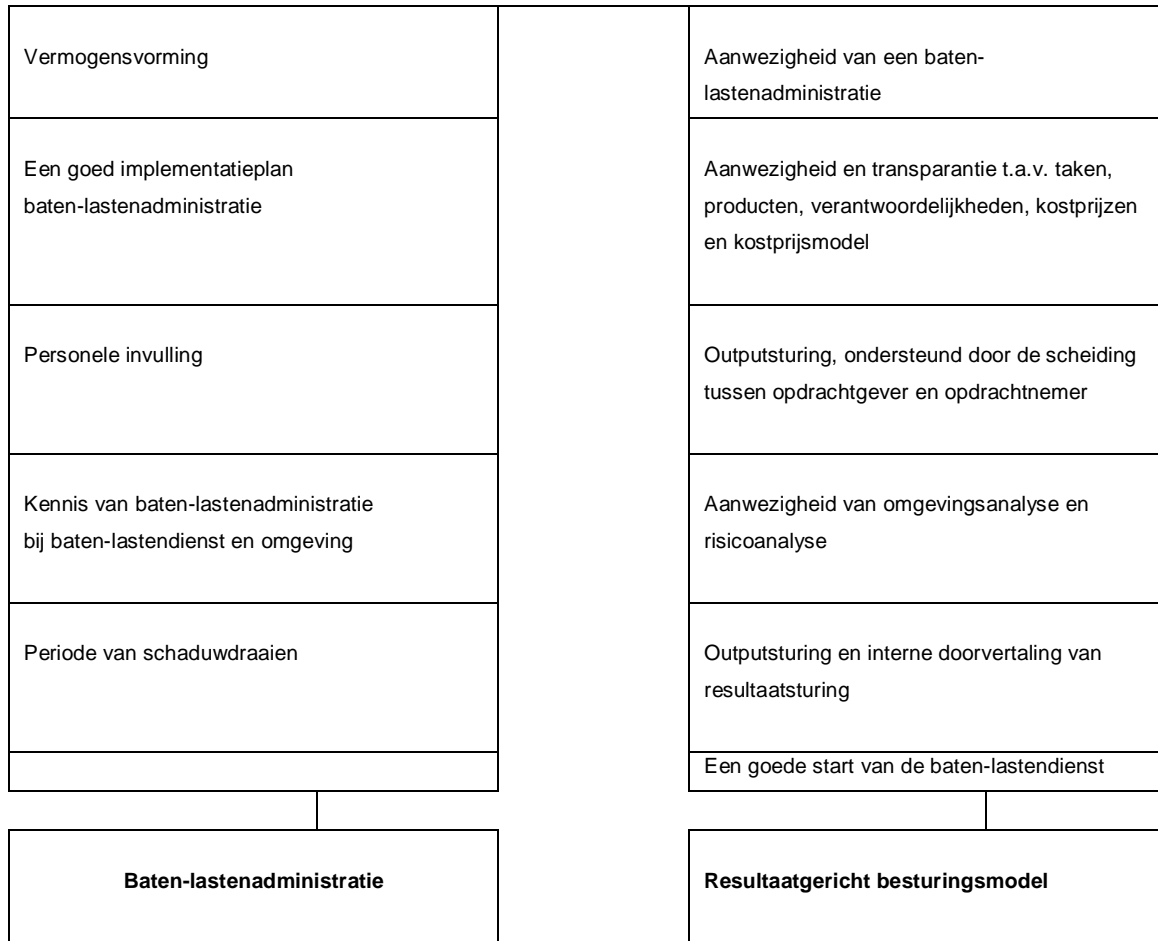 Vermogensvorming
Aanwezigheid van een baten-
lastenadministratie
Een goed implementatieplan
baten-lastenadministratie
Aanwezigheid en transparantie t.a.v. taken,
producten, verantwoordelijkheden, kostprijzen
en kostprijsmodel
Personele invulling
Outputsturing, ondersteund door de scheiding
tussen opdrachtgever en opdrachtnemer
Kennis van baten-lastenadministratie
bij baten-lastendienst en omgeving
Aanwezigheid van omgevingsanalyse en
risicoanalyse
Periode van schaduwdraaien
Outputsturing en interne doorvertaling van
resultaatsturing
Een goede start van de baten-lastendienst
Baten-lastenadministratie
Resultaatgericht besturingsmodel